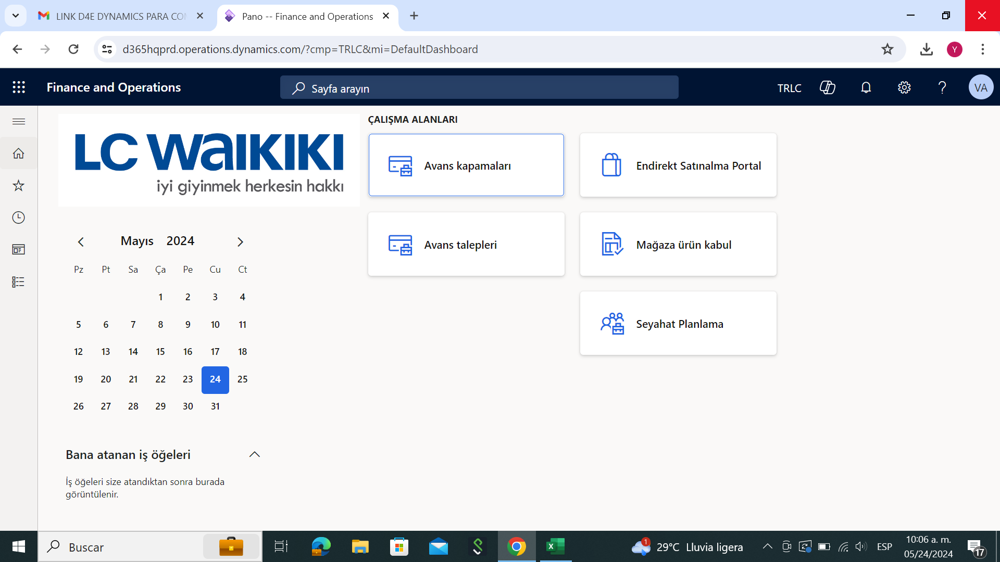 LINK D4E DYNAMICS PARA CO
Pano -- Finance and Operations
d365hqprd.operations.dynamics.com/?cmp=TRLC&mi=DefaultDashboard
Y
Finance and Operations
Sayfa arayın
TRLC
VA
LC WAIKIKI
iyi giyinmek herkesin hakkı
ÇALIŞMA ALANLARI
Avans kapamaları
Endirekt Satınalma Portal
Avans talepleri
Mağaza ürün kabul
Seyahat Planlama
Mayıs 2024
Pz Pt Sa Ça Pe Cu Ct
1 2 3 4
5 6 7 8 9 10 11
12 13 14 15 16 17 18
19 20 21 22 23 24 25
26 27 28 29 30 31
Bana atanan iş öğeleri
İş öğeleri size atandıktan sonra burada
görüntülenir.
Buscar
1
29°C Lluvia ligera
ESP
10:06 a. m.
05/24/2024
17